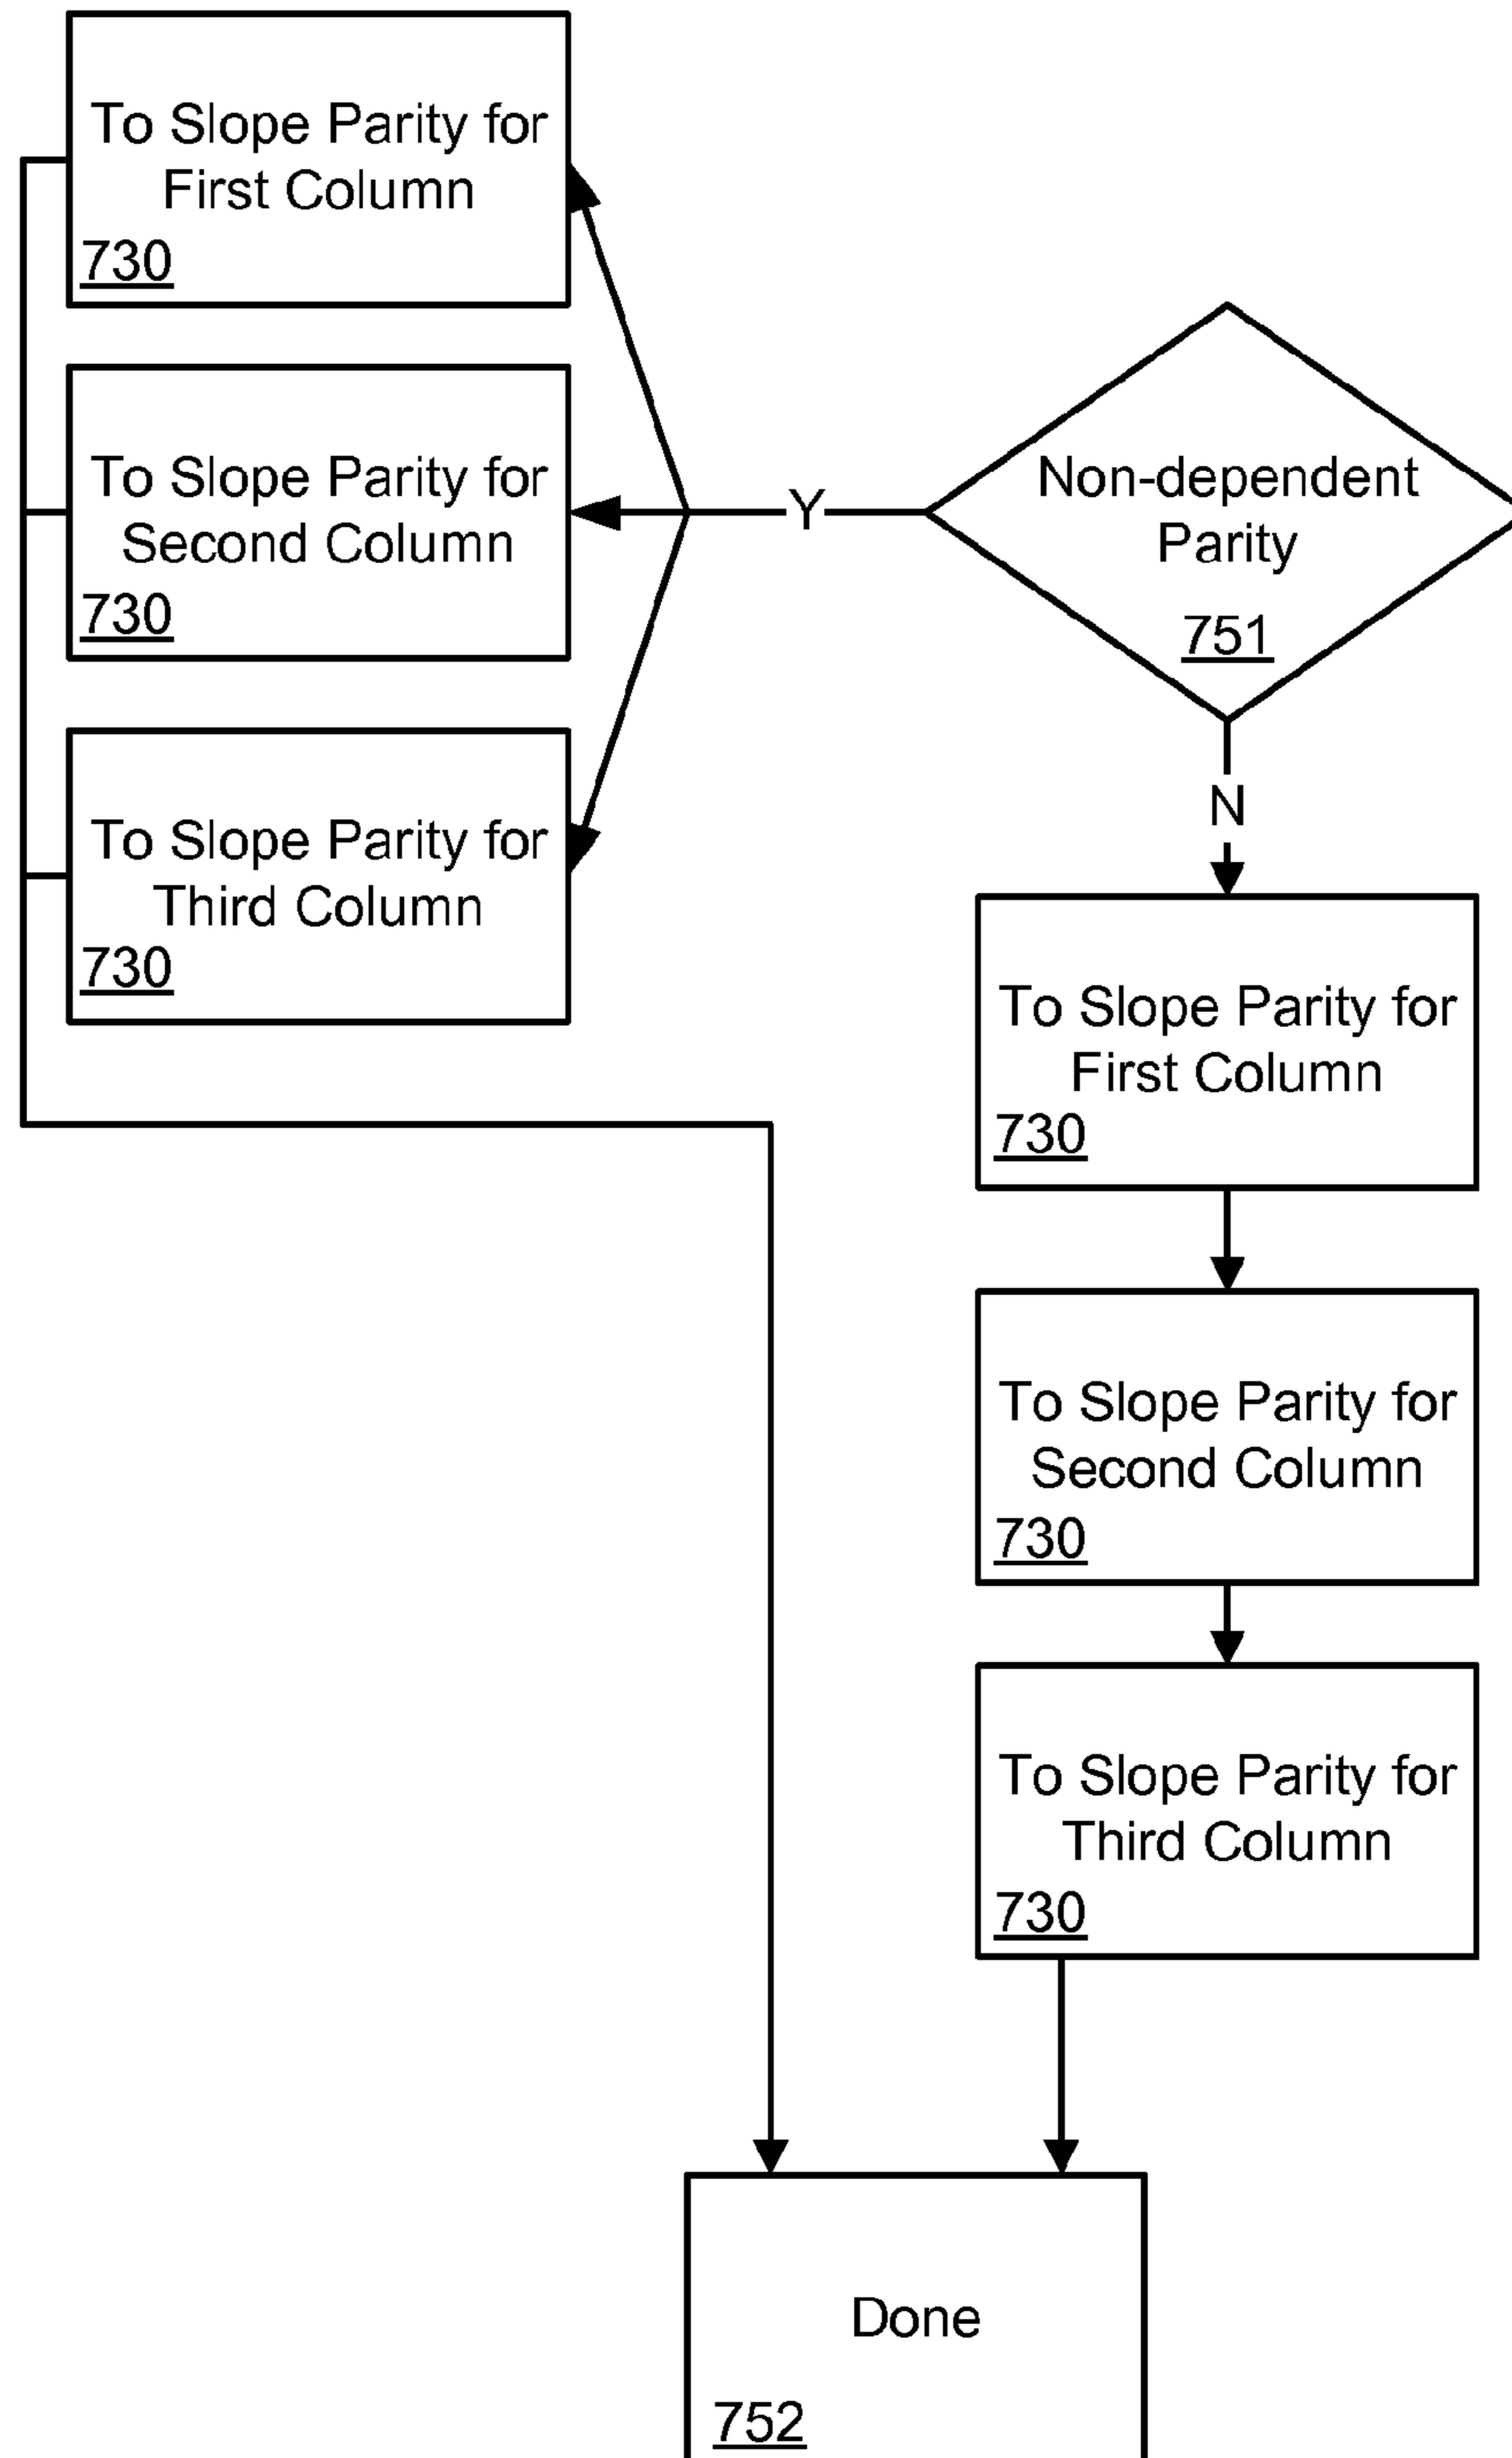 To Slope Parity for
First Column
730
To Slope Parity for
Second Column
730
To Slope Parity for
Third Column
730
Y
Non-dependent
Parity
751
N
To Slope Parity for
First Column
730
To Slope Parity for
Second Column
730
To Slope Parity for
Third Column
730
Done
752